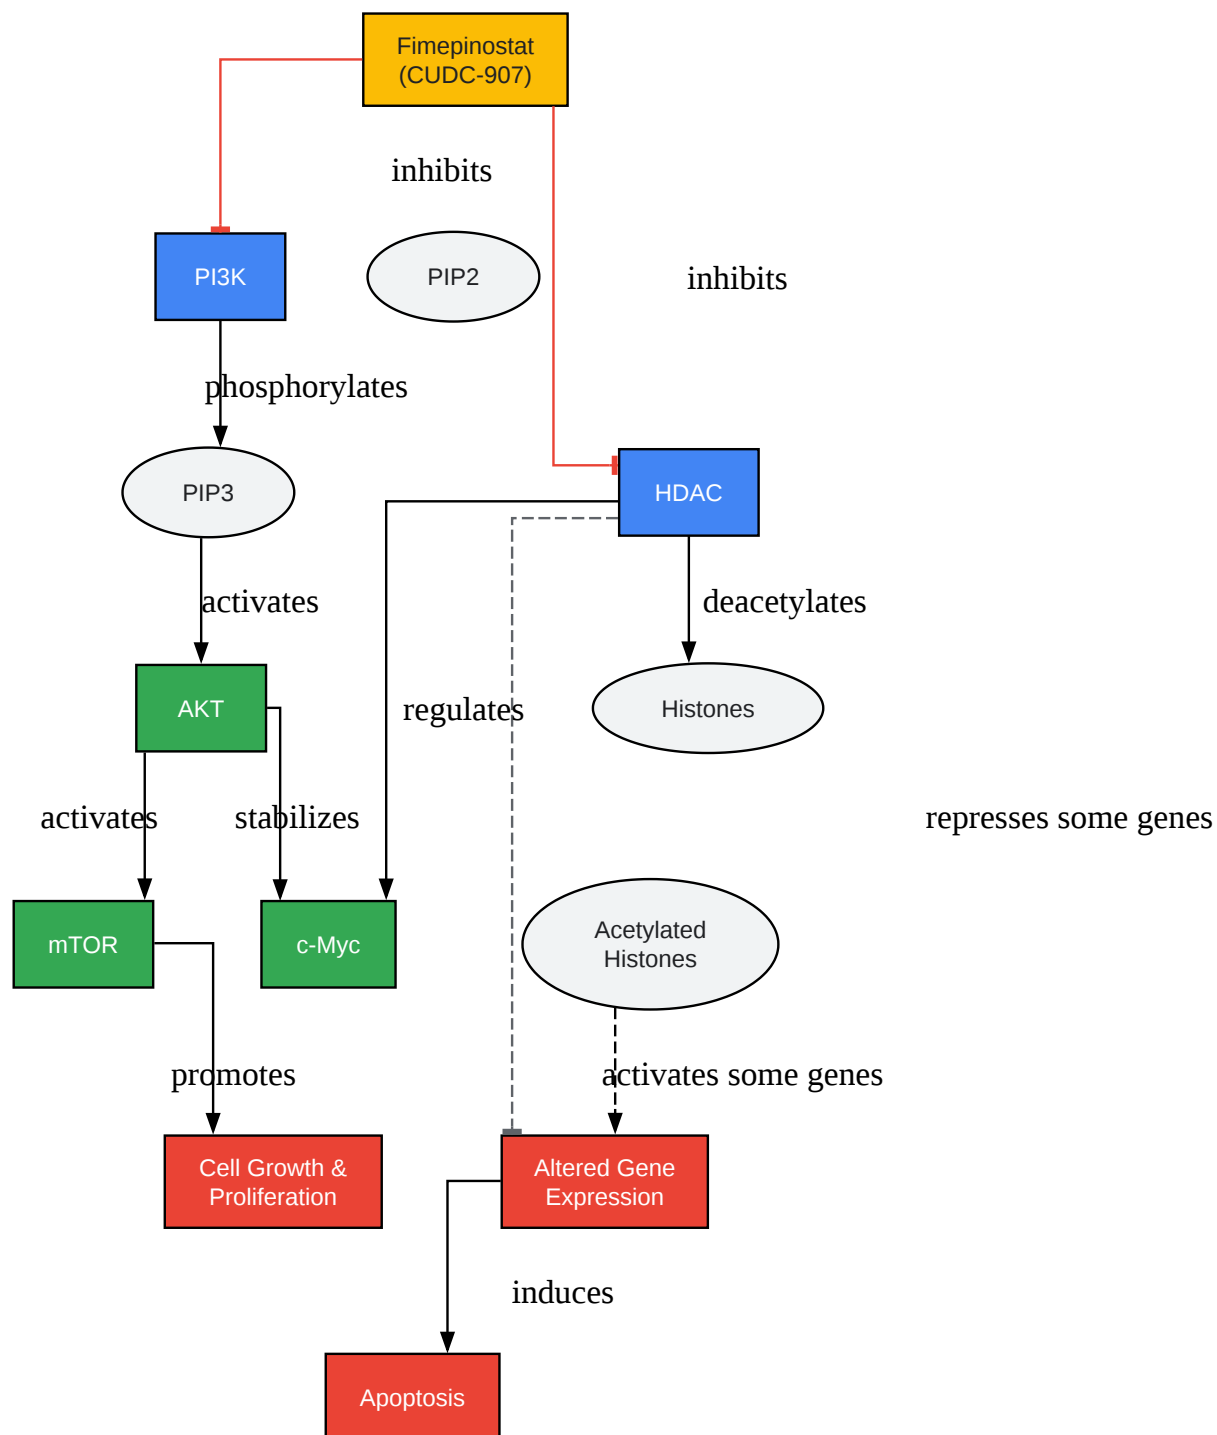 Fimepinostat
(CUDC-907)
inhibits
PI3K
PIP2
inhibits
phosphorylates
PIP3
HDAC
activates
deacetylates
AKT
regulates
Histones
activates
stabilizes
represses some genes
mTOR
c-Myc
Acetylated
Histones
promotes
activates some genes
Cell Growth &
Proliferation
Altered Gene
Expression
induces
Apoptosis